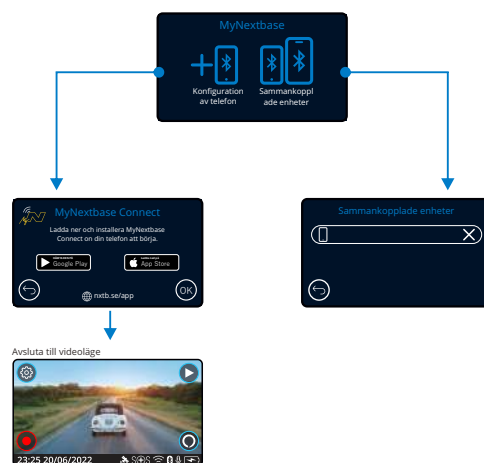 MyNextbase
Konfiguration
av telefon
Sammankoppl
ade enheter
MyNextbase Connect
Ladda ner och installera MyNextbase
Connect on din telefon att börja.
Google Play
App Store
OK
nxtb.se/app
Sammankopplade enheter
Avsluta till videoläge
23:25 20/06/2022
SOS